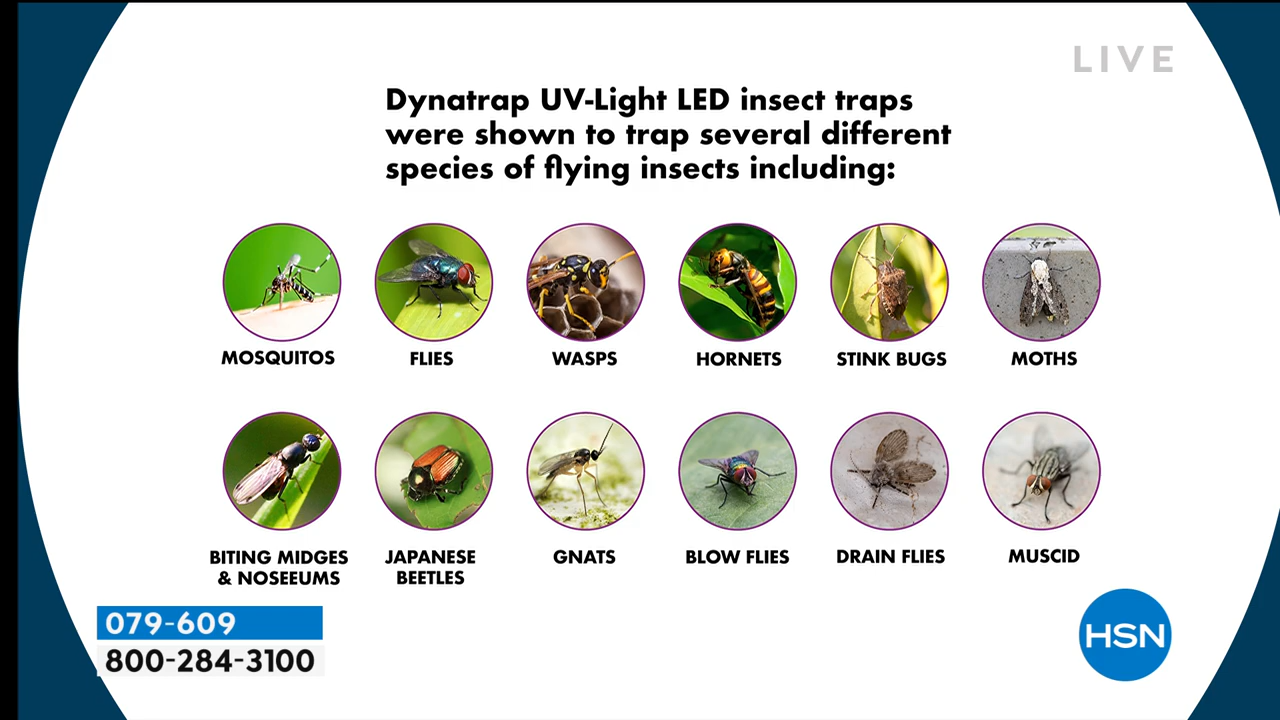 LIVE
Dynatrap UV-Light LED insect traps
were shown to trap several different
species of flying insects including:
MOSQUITOS
FLIES
WASPS
HORNETS
STINK BUGS
MOTHS
BITING MIDGES
& NOSEEUMS
JAPANESE
BEETLES
GNATS
BLOW FLIES
DRAIN FLIES
MUSCID
079-609
800-284-3100
HSN